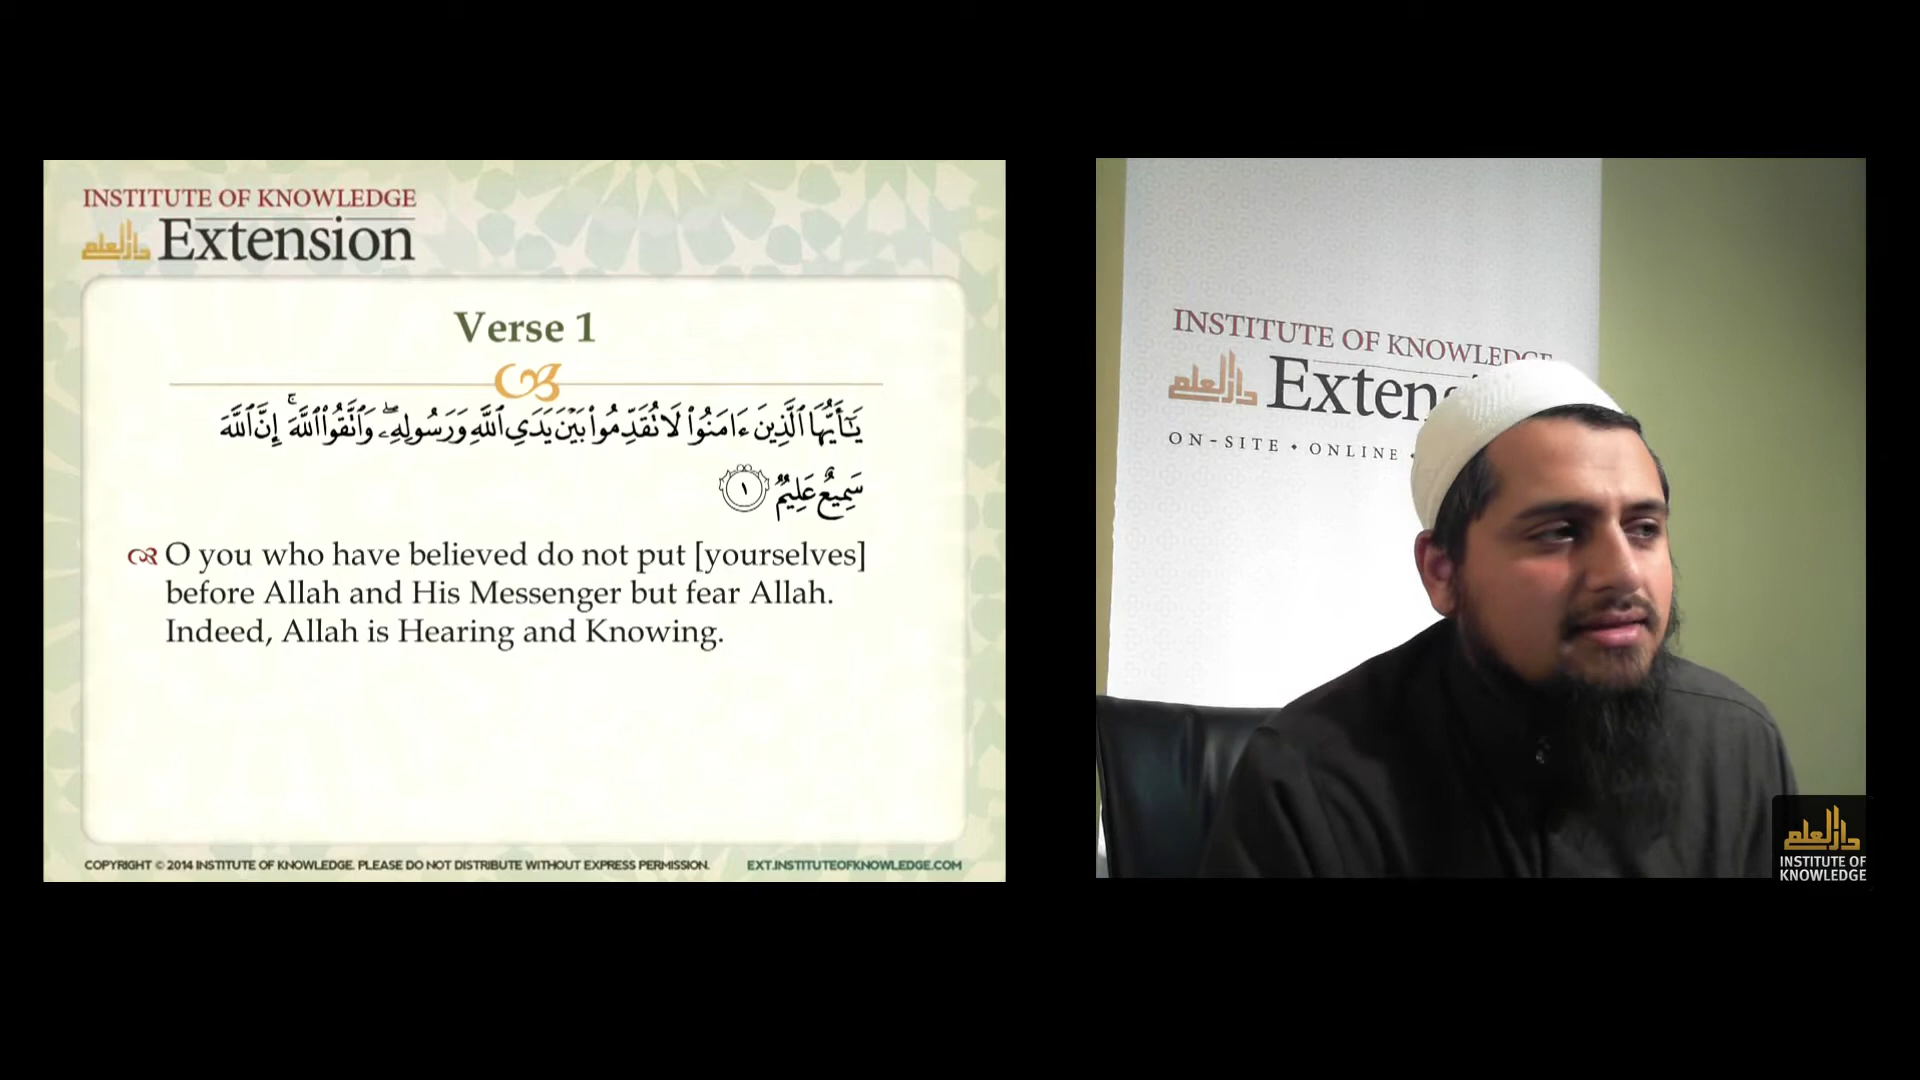 INSTITUTE OF KNOWLEDGE
دار العلم Extension
Verse 1
يَٰٓأَيُّهَا ٱلَّذِينَ ءَامَنُوا۟ لَا تُقَدِّمُوا۟ بَيْنَ يَدَىِ ٱللَّهِ وَرَسُولِهِۦ ۖ وَٱتَّقُوا۟ ٱللَّهَ ۚ إِنَّ ٱللَّهَ
سَمِيعٌ عَلِيمٌ ١
O you who have believed do not put [yourselves]
before Allah and His Messenger but fear Allah.
Indeed, Allah is Hearing and Knowing.
COPYRIGHT © 2014 INSTITUTE OF KNOWLEDGE. PLEASE DO NOT DISTRIBUTE WITHOUT EXPRESS PERMISSION. EXT.INSTITUTEOFKNOWLEDGE.COM
INSTITUTE OF KNOWLEDGE
دار العلم Exten
ON-SITE • ONLINE •
دار العلم
INSTITUTE OF
KNOWLEDGE